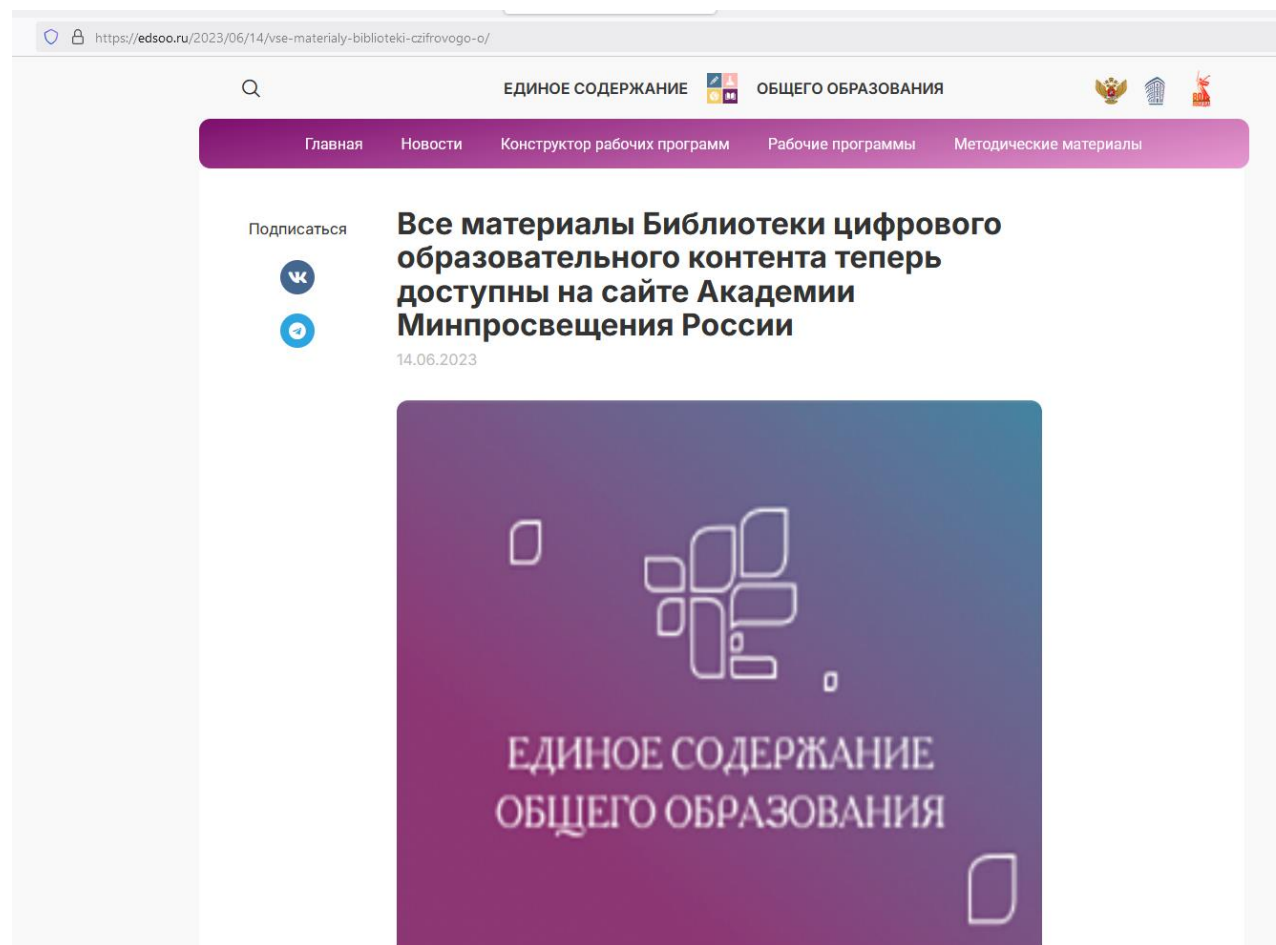 https://edsoo.ru/2023/06/14/vse-materialy-biblioteki-czifrovogo-o/
ЕДИНОЕ СОДЕРЖАНИЕ ОБЩЕГО ОБРАЗОВАНИЯ
Главная Новости Конструктор рабочих программ Рабочие программы Методические материалы
Подписаться
Все материалы Библиотеки цифрового
образовательного контента теперь
доступны на сайте Академии
Минпросвещения России
14.06.2023
ЕДИНОЕ СОДЕРЖАНИЕ
ОБЩЕГО ОБРАЗОВАНИЯ